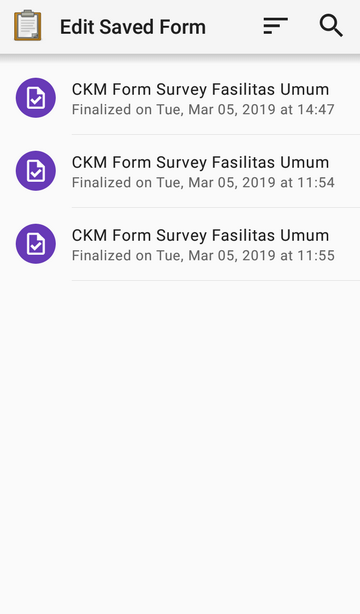 Edit Saved Form
CKM Form Survey Fasilitas Umum
Finalized on Tue, Mar 05, 2019 at 14:47
CKM Form Survey Fasilitas Umum
Finalized on Tue, Mar 05, 2019 at 11:54
CKM Form Survey Fasilitas Umum
Finalized on Tue, Mar 05, 2019 at 11:55